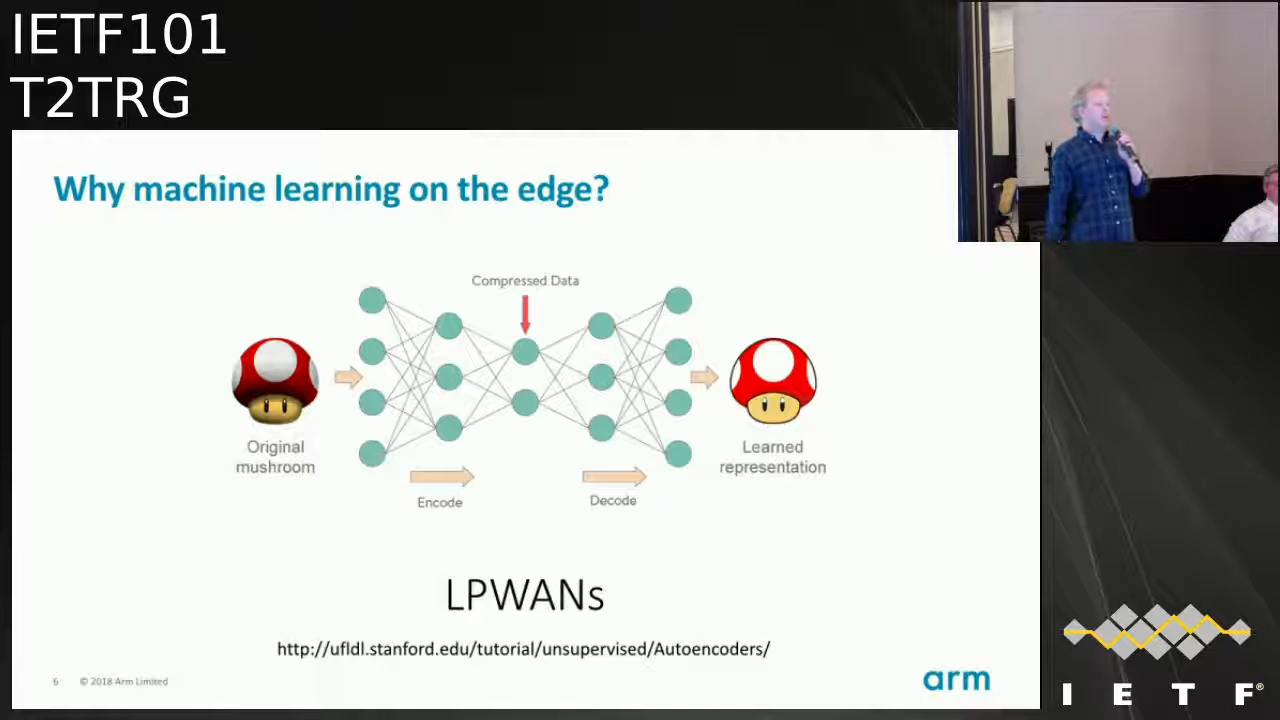 IETF101
T2TRG
Why machine learning on the edge?
Compressed Data
Original
mushroom
Learned
representation
Encode
Decode
LPWANs
http://ufldl.stanford.edu/tutorial/unsupervised/Autoencoders/
6 © 2018 Arm Limited
arm
I E T F®